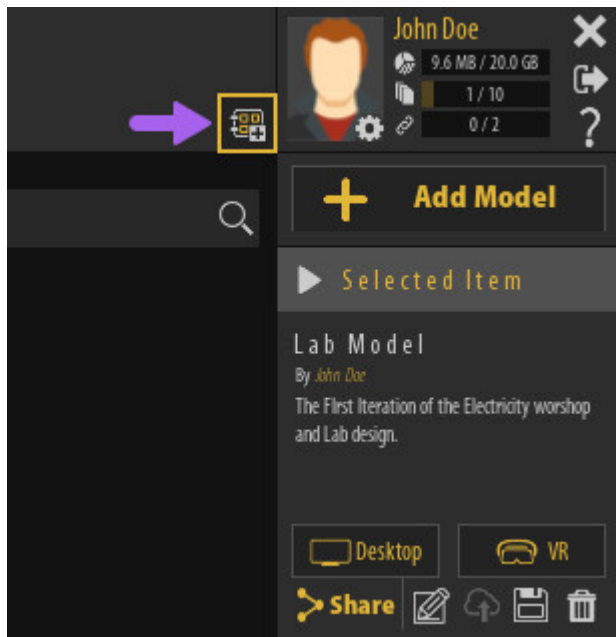 John Doe
9.6 MB / 20.0 GB
1 / 10
0 / 2
?
Add Model
Selected Item
Lab Model
By John Doe
The FIrst Iteration of the Electricity worshop
and Lab design.
Desktop
VR
Share